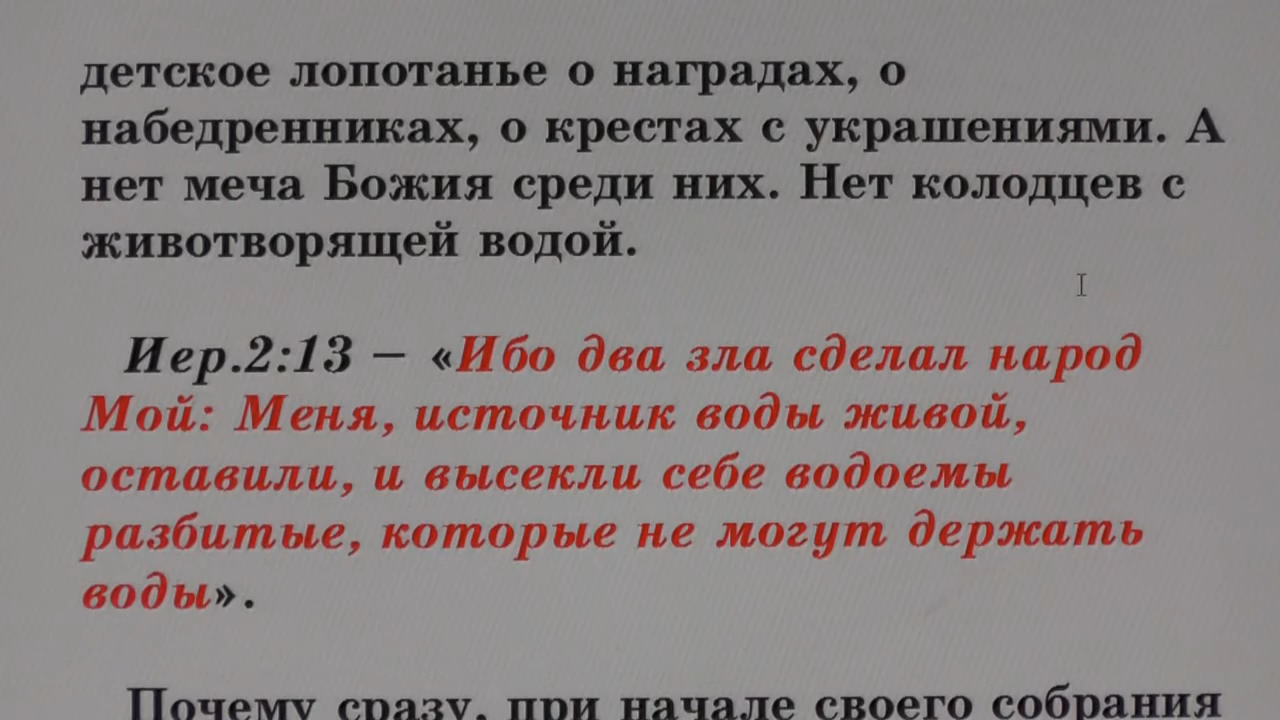 детское лопотанье о наградах, о
набедренниках, о крестах с украшениями. А
нет меча Божия среди них. Нет колодцев с
животворящей водой.
Иер.2:13 – «Ибо два зла сделал народ
Мой: Меня, источник воды живой,
оставили, и высекли себе водоемы
разбитые, которые не могут держать
воды».
Почему сразу, при начале своего собрания